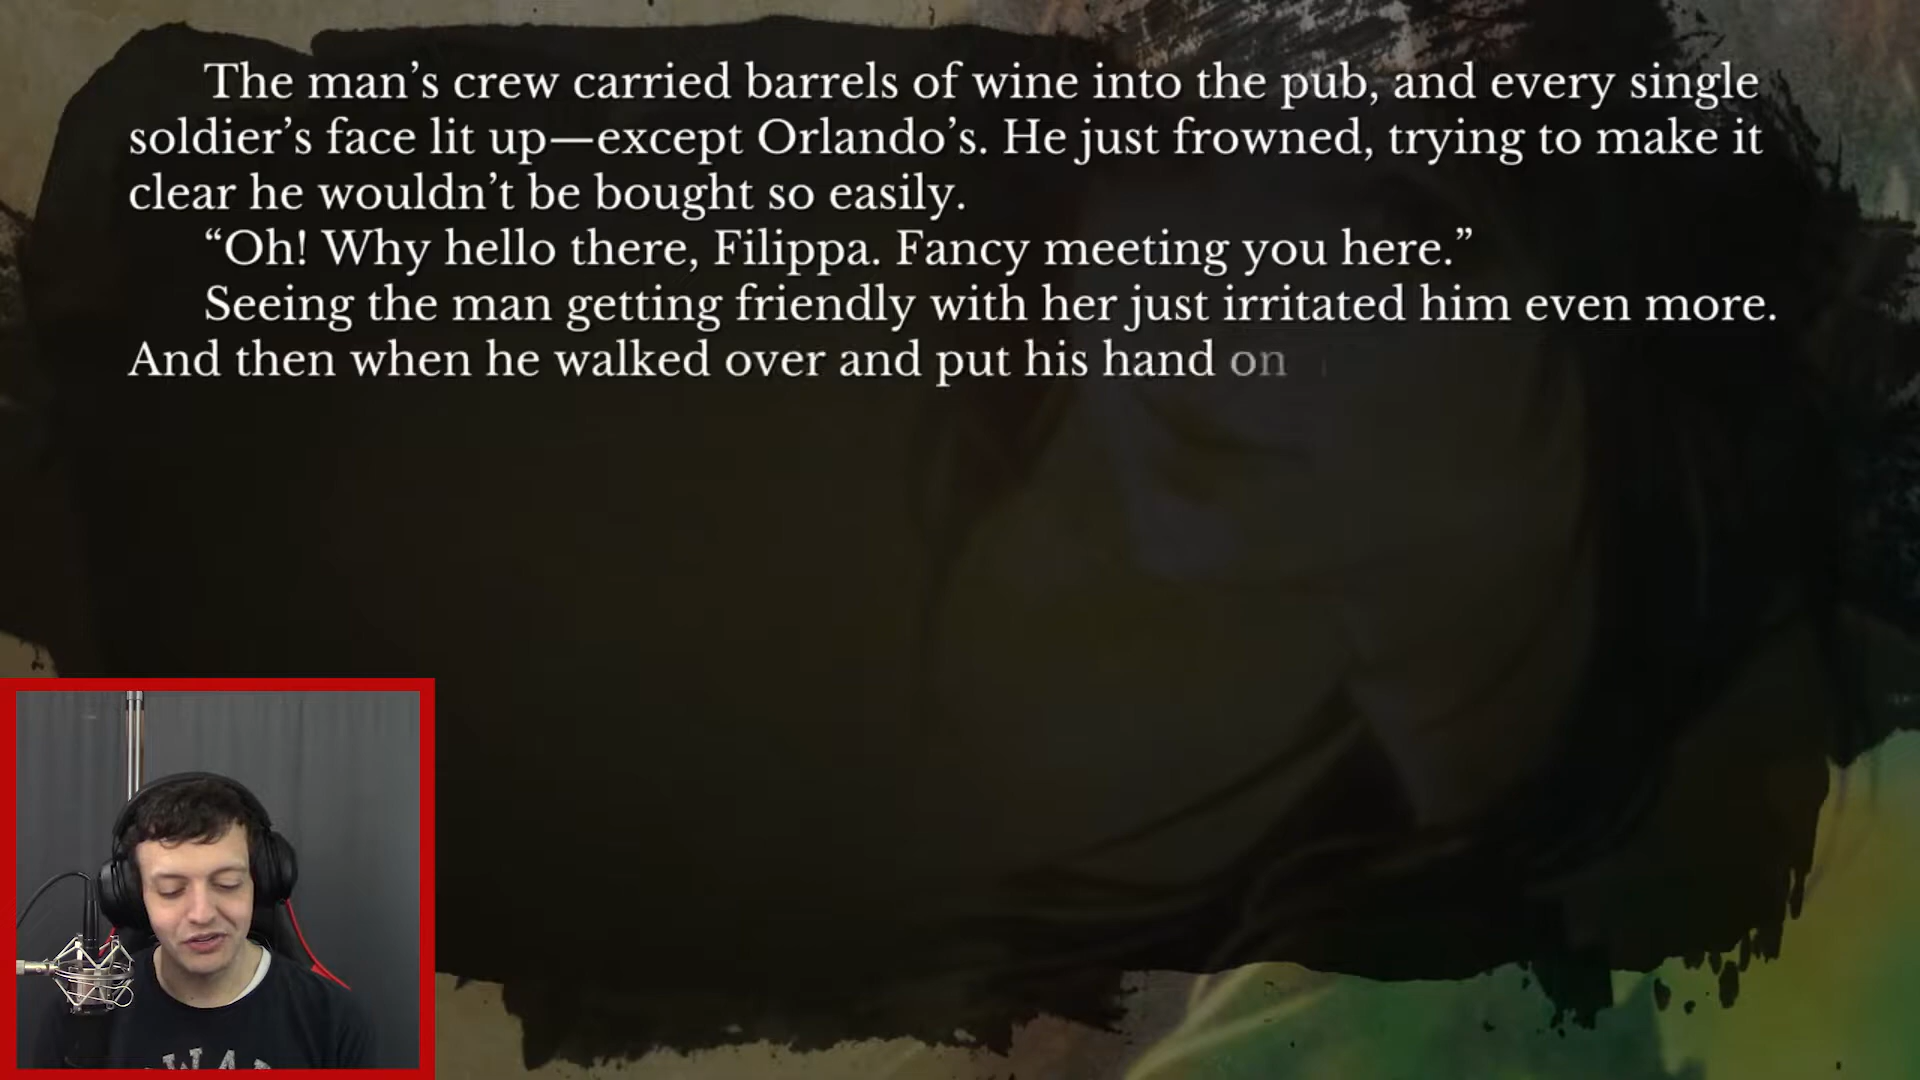 The man’s crew carried barrels of wine into the pub, and every single
soldier’s face lit up—except Orlando’s. He just frowned, trying to make it
clear he wouldn’t be bought so easily.
“Oh! Why hello there, Filippa. Fancy meeting you here.”
Seeing the man getting friendly with her just irritated him even more.
And then when he walked over and put his hand on